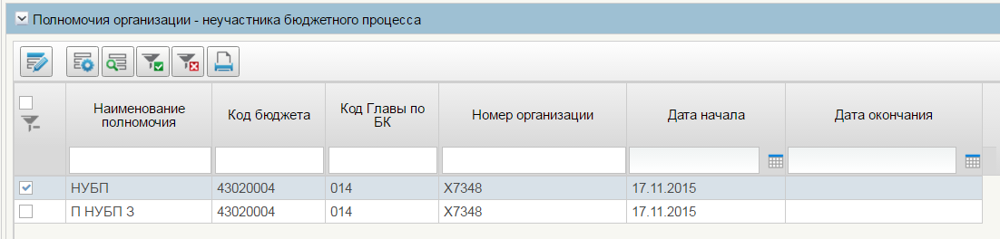 Полномочия организации - неучастника бюджетного процесса
Наименование полномочия Код бюджета Код Главы по БК Номер организации Дата начала Дата окончания
НУБП 43020004 014 X7348 17.11.2015
П НУБП 3 43020004 014 X7348 17.11.2015